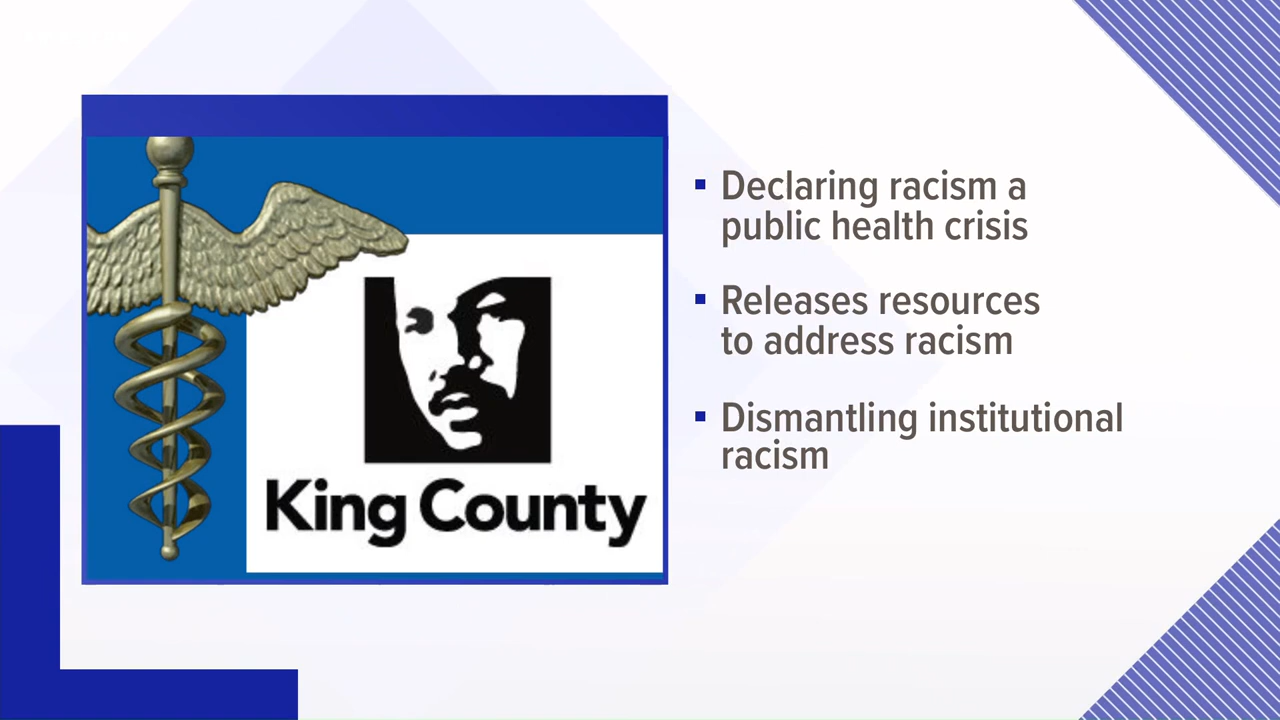 Declaring racism a
public health crisis
Releases resources
to address racism
Dismantling institutional
racism
King County